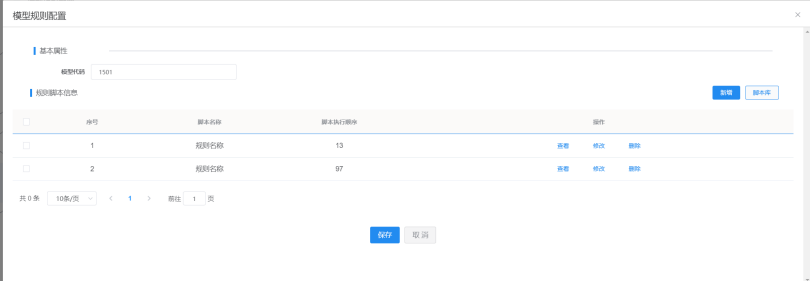 模型规则配置
基本属性
模型代码 1501
规则脚本信息 新增 脚本库
序号 脚本名称 脚本执行顺序 操作
1 规则名称 13 查看 修改 删除
2 规则名称 97 查看 修改 删除
共 0 条 10条/页 1 前往 1 页
保存 取消